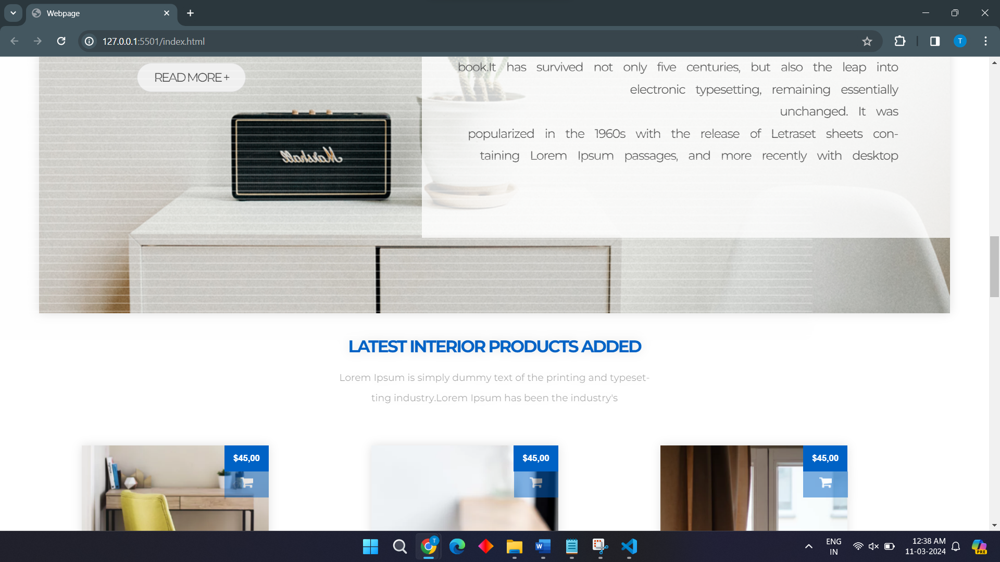 Webpage
127.0.0.1:5501/index.html
T
READ MORE +
book.It has survived not only five centuries, but also the leap into
electronic typesetting, remaining essentially
unchanged. It was
popularized in the 1960s with the release of Letraset sheets con-
taining Lorem Ipsum passages, and more recently with desktop
Marshall
LATEST INTERIOR PRODUCTS ADDED
Lorem Ipsum is simply dummy text of the printing and typeset-
ting industry.Lorem Ipsum has been the industry's
$45,00
$45,00
$45,00
T
W
ENG
IN
12:38 AM
11-03-2024
PRE